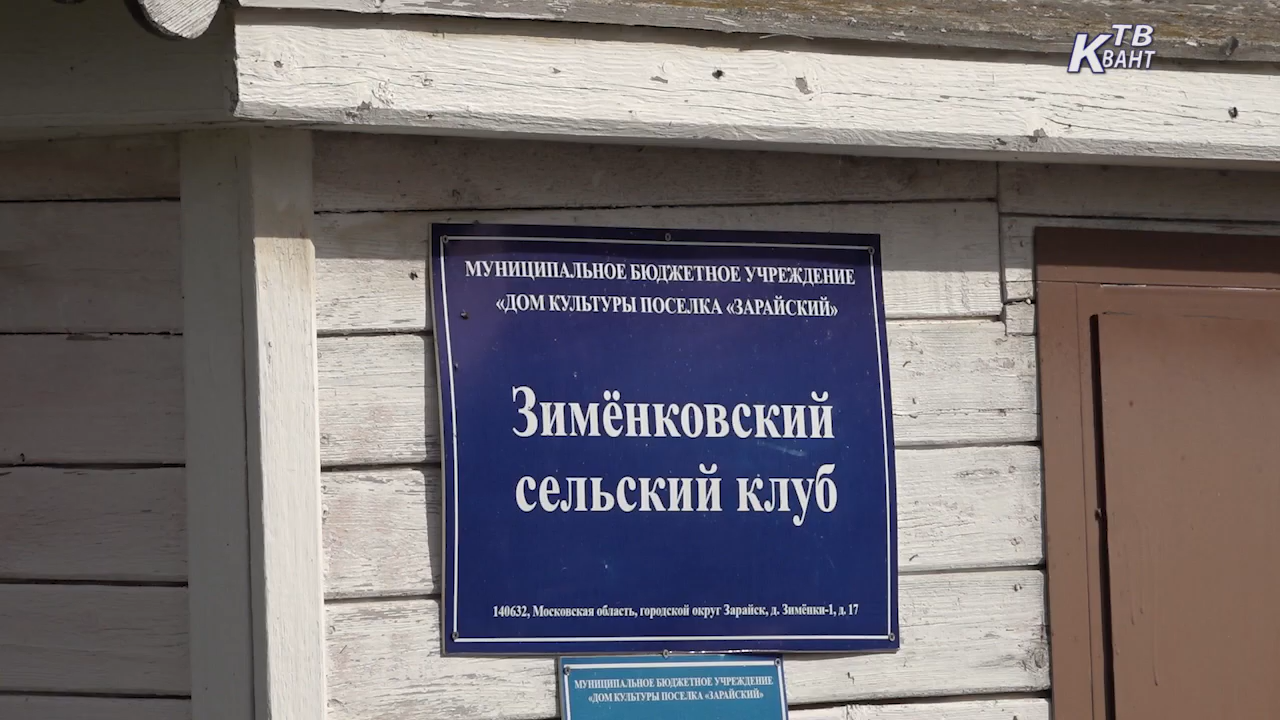 ТВ
КВАНТ
МУНИЦИПАЛЬНОЕ БЮДЖЕТНОЕ УЧРЕЖДЕНИЕ
«ДОМ КУЛЬТУРЫ ПОСЕЛКА «ЗАРАЙСКИЙ»
Зимёнковский
сельский клуб
140632, Московская область, городской округ Зарайск, д. Зимёнки-1, д. 17
МУНИЦИПАЛЬНОЕ БЮДЖЕТНОЕ УЧРЕЖДЕНИЕ
«ДОМ КУЛЬТУРЫ ПОСЕЛКА «ЗАРАЙСКИЙ»